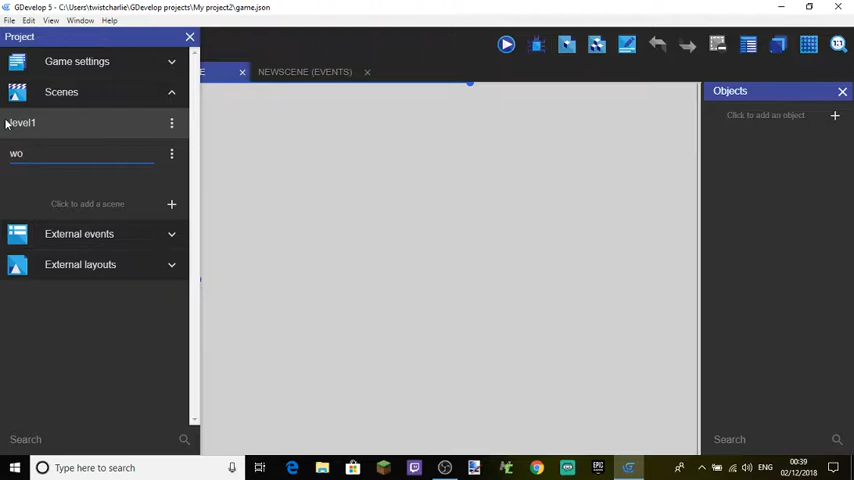 GDevelop 5 - C:\Users\twistcharlie\GDevelop projects\My project2\game.json
File Edit View Window Help
Project
Game settings
Scenes
level1
wo
Click to add a scene
External events
External layouts
Search
E
NEWSCENE (EVENTS)
Objects
Click to add an object
Search
Type here to search
ENG
00:39
02/12/2018